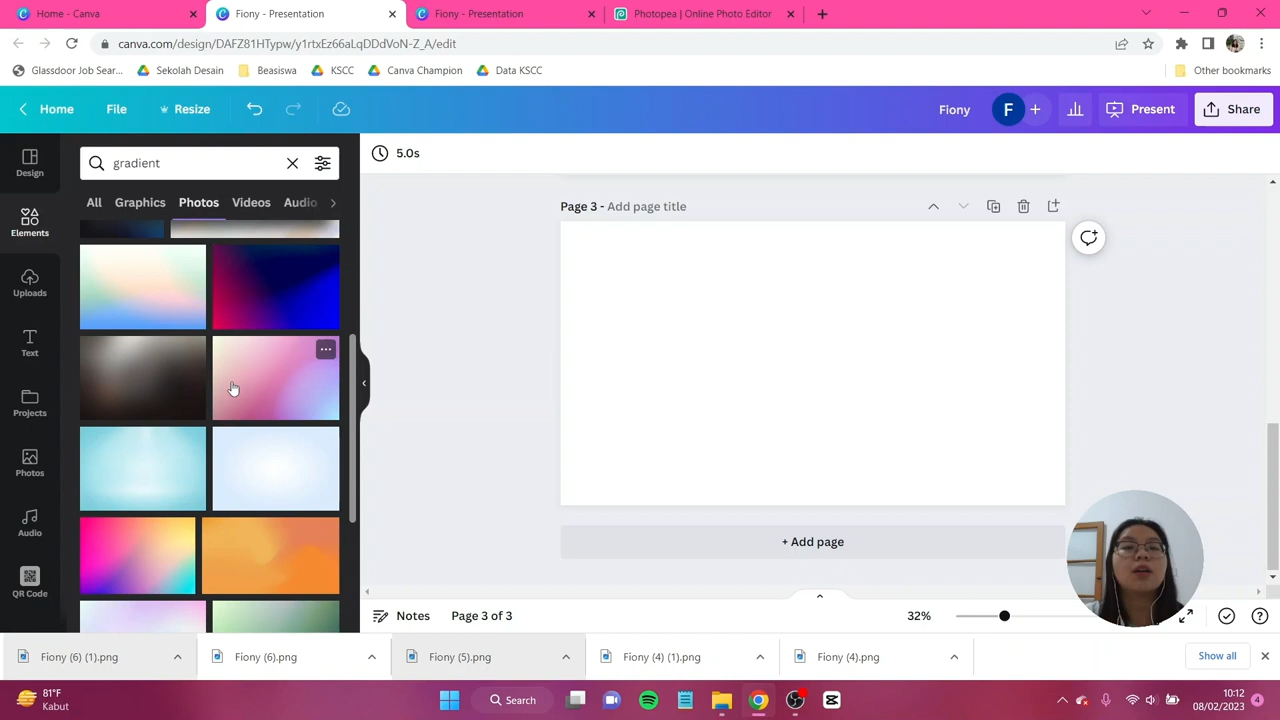 Home - Canva
Fiony - Presentation
Fiony - Presentation
Photopea | Online Photo Editor
canva.com/design/DAFZ81HTypw/y1rtxEz66aLqDDdVoN-Z_A/edit
Glassdoor Job Sear...
Sekolah Desain
Beasiswa
KSCC
Canva Champion
Data KSCC
Other bookmarks
Home
File
Resize
Fiony
F
Present
Share
Design
Elements
Uploads
Text
Projects
Photos
Audio
QR Code
gradient
All
Graphics
Photos
Videos
Audio
5.0s
Page 3 - Add page title
+ Add page
Notes
Page 3 of 3
32%
Fiony (6) (1).png
Fiony (6).png
Fiony (5).png
Fiony (4) (1).png
Fiony (4).png
Show all
81°F
Kabut
Search
10:12
08/02/2023
4